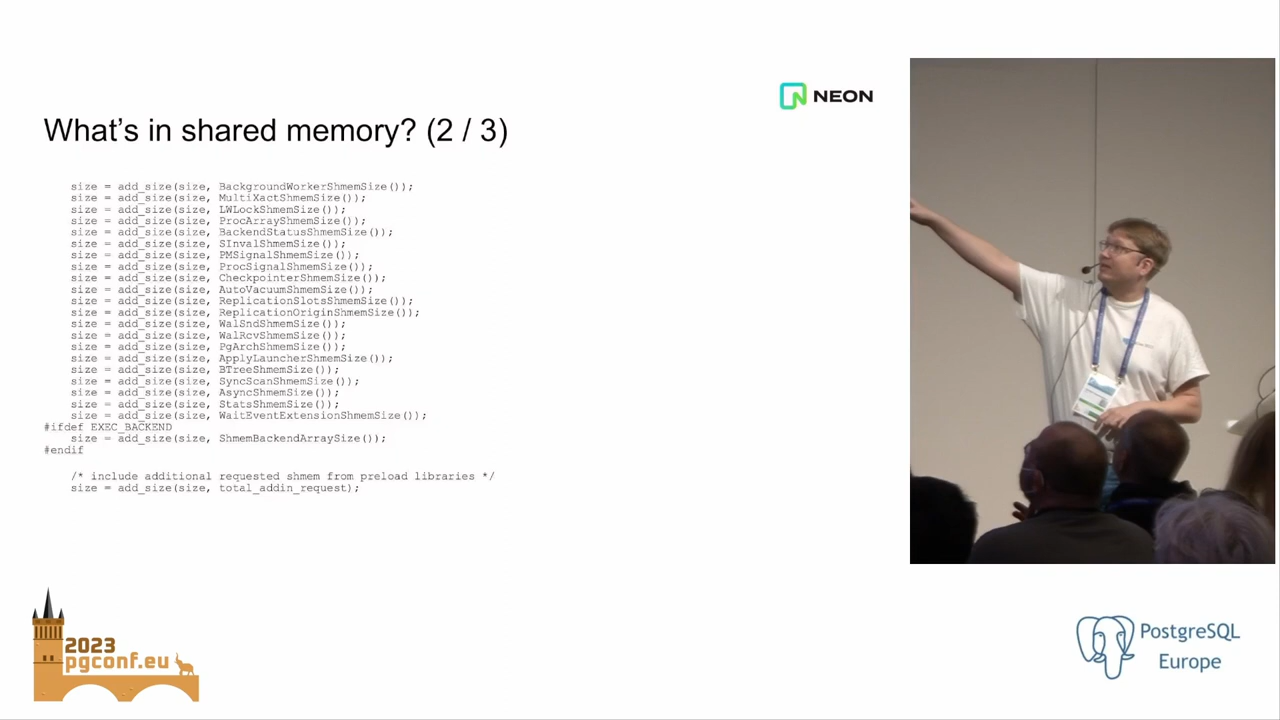 NEON
What's in shared memory? (2 / 3)
size = add_size(size, BackgroundWorkerShmemSize());
size = add_size(size, MultiXactShmemSize());
size = add_size(size, LWLockShmemSize());
size = add_size(size, ProcArrayShmemSize());
size = add_size(size, BackendStatusShmemSize());
size = add_size(size, SInvalShmemSize());
size = add_size(size, PMSignalShmemSize());
size = add_size(size, ProcSignalShmemSize());
size = add_size(size, CheckpointerShmemSize());
size = add_size(size, AutoVacuumShmemSize());
size = add_size(size, ReplicationSlotsShmemSize());
size = add_size(size, ReplicationOriginShmemSize());
size = add_size(size, WalSndShmemSize());
size = add_size(size, WalRcvShmemSize());
size = add_size(size, PgArchShmemSize());
size = add_size(size, ApplyLauncherShmemSize());
size = add_size(size, BTreeShmemSize());
size = add_size(size, SyncScanShmemSize());
size = add_size(size, AsyncShmemSize());
size = add_size(size, StatsShmemSize());
size = add_size(size, WaitEventExtensionShmemSize());
#ifdef EXEC_BACKEND
size = add_size(size, ShmemBackendArraySize());
#endif
/* include additional requested shmem from preload libraries */
size = add_size(size, total_addin_request);
2023
pgconf.eu
PostgreSQL
Europe